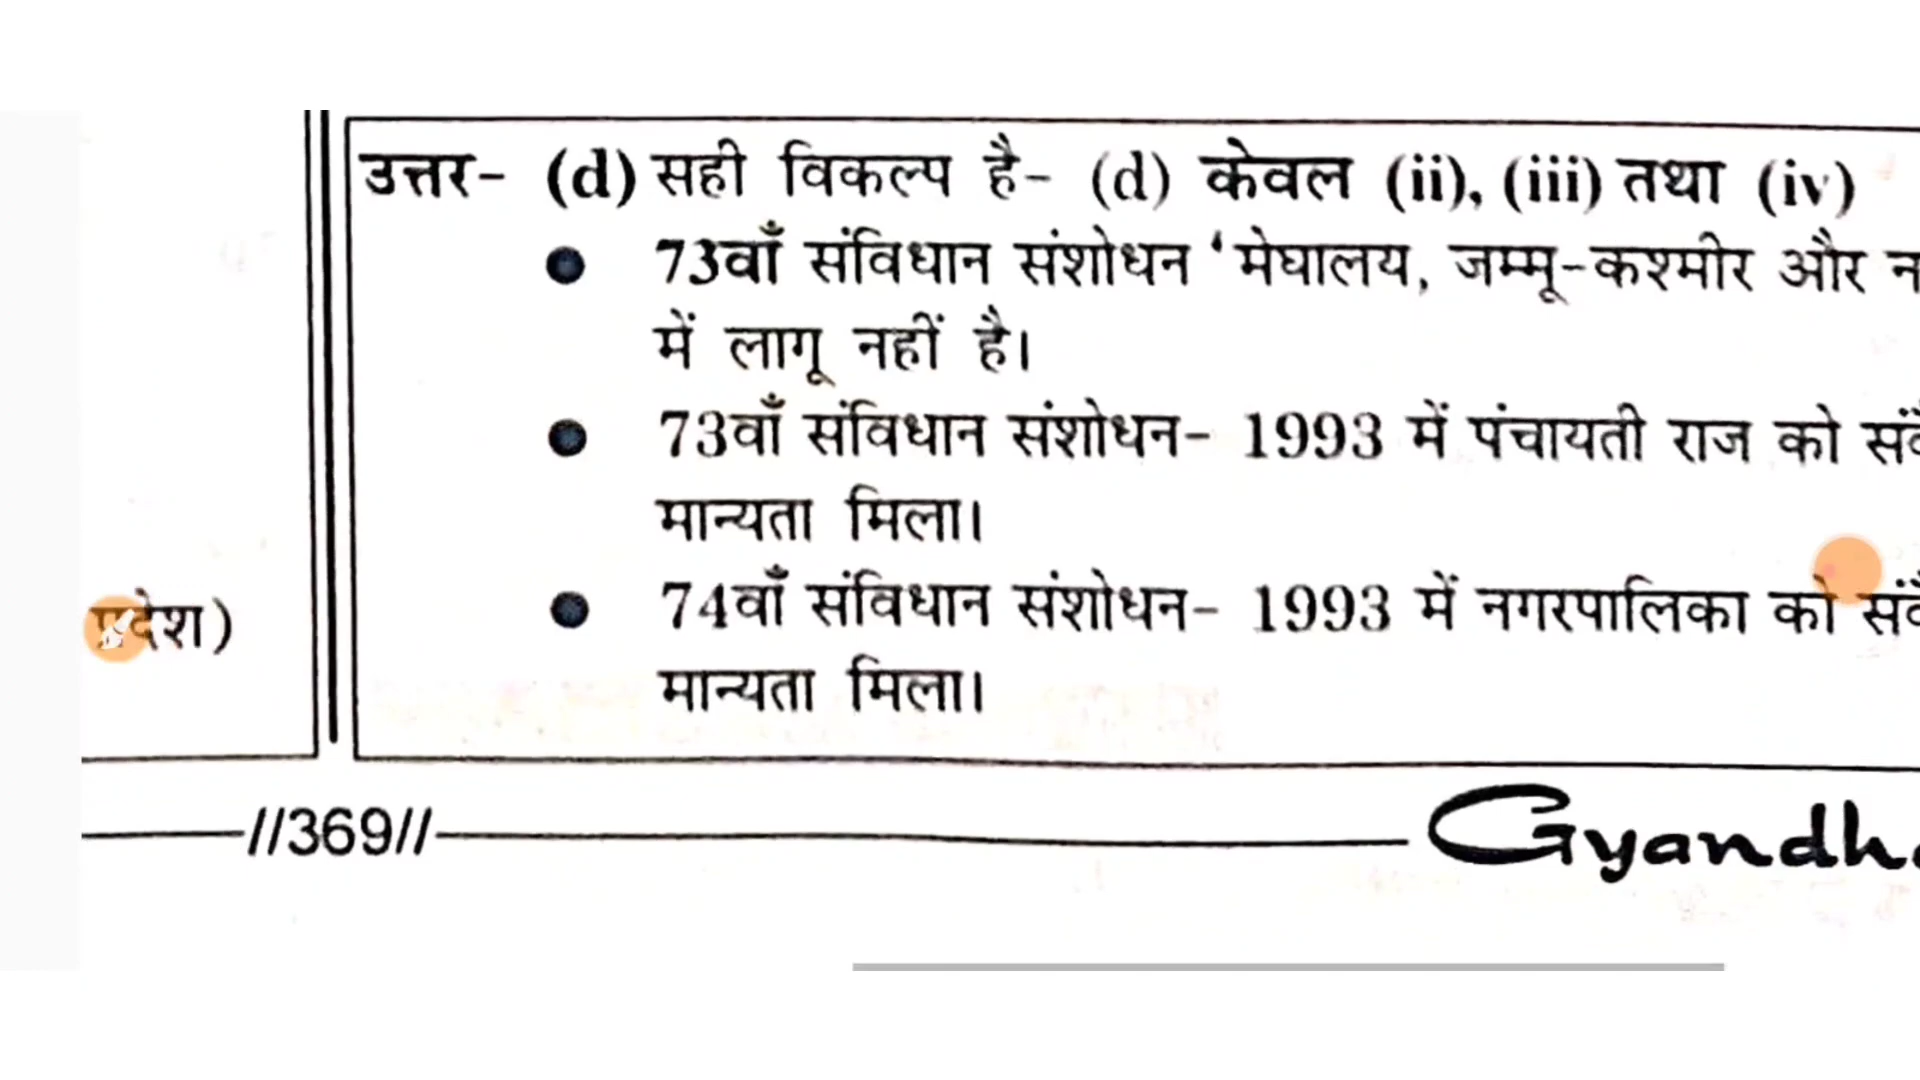 उत्तर- (d) सही विकल्प है- (d) केवल (ii), (iii) तथा (iv)
● 73वाँ संविधान संशोधन ‘मेघालय, जम्मू-कश्मीर और
में लागू नहीं है।
● 73वाँ संविधान संशोधन- 1993 में पंचायती राज को
मान्यता मिला।
● 74वाँ संविधान संशोधन- 1993 में नगरपालिका को
मान्यता मिला।
प्रदेश)
//369//